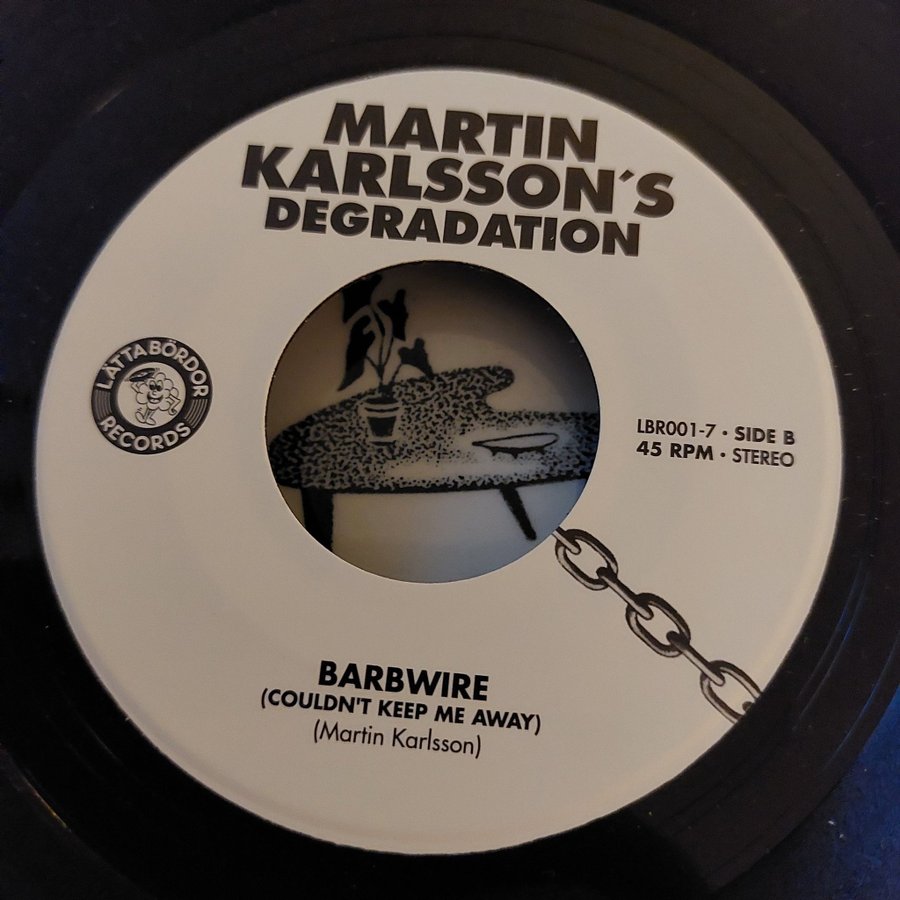 MARTIN
KARLSSON´S
DEGRADATION
LÄTTABÖRDOR
RECORDS
LBR001-7 • SIDE B
45 RPM • STEREO
BARBWIRE
(COULDN'T KEEP ME AWAY)
(Martin Karlsson)